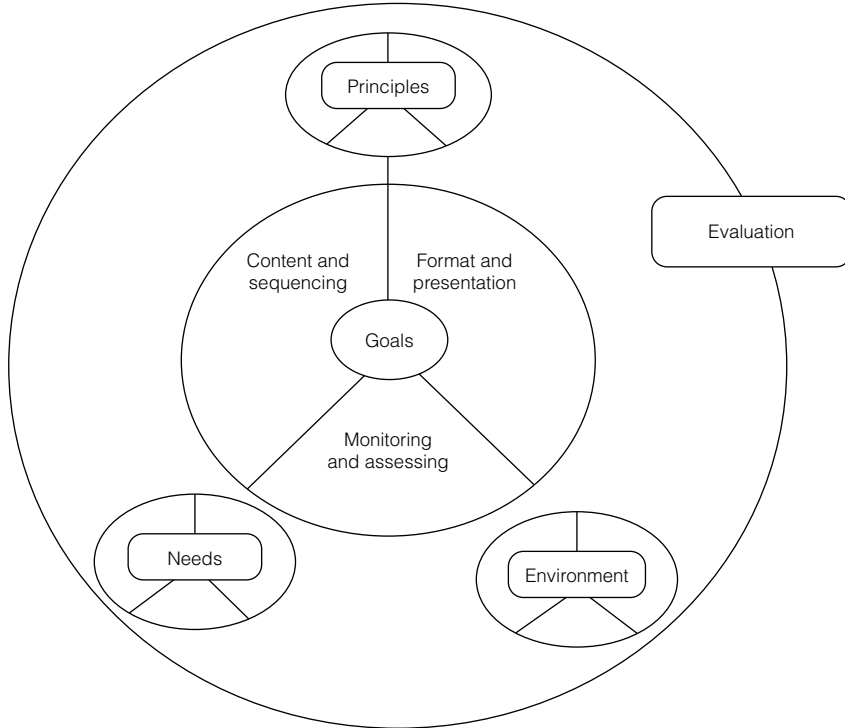 Principles
Evaluation
Content and
sequencing
Format and
presentation
Goals
Monitoring
and assessing
Needs
Environment